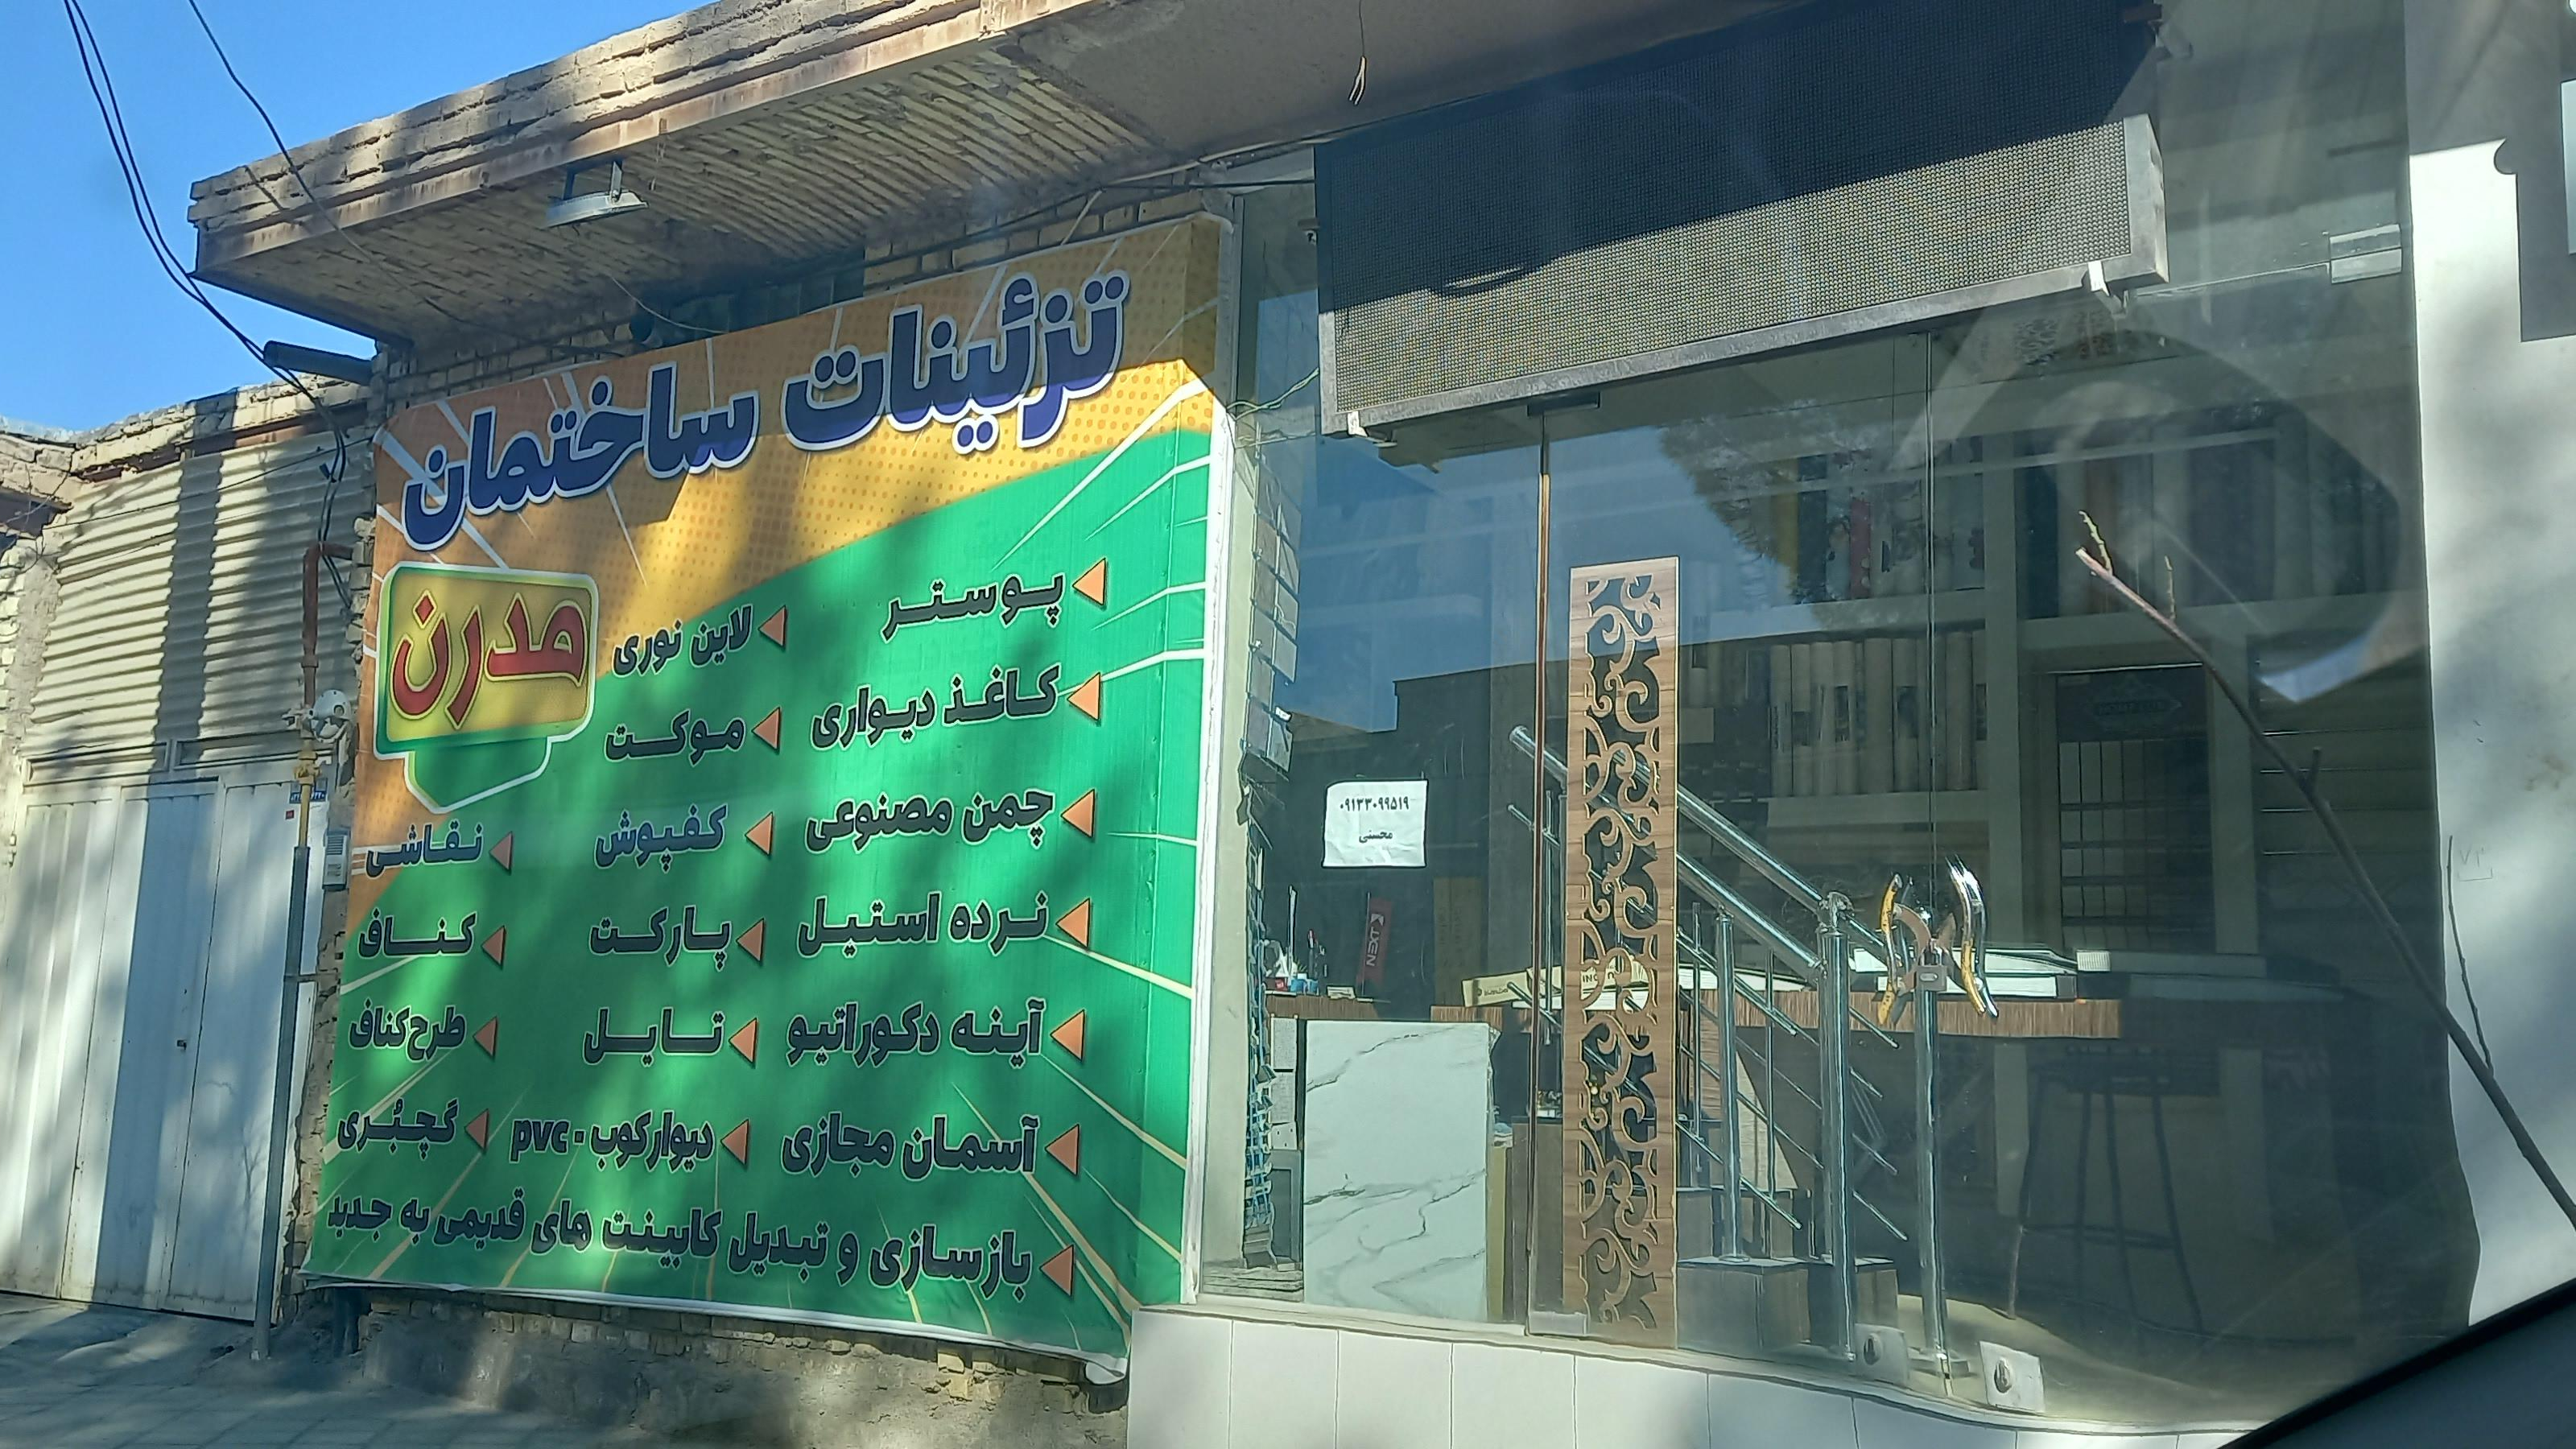 تزئینات ساختمان
مدرن
پوستر
کاغذ دیواری
چمن مصنوعی
نرده استیل
آینه دکوراتیو
آسمان مجازی
لاین نوری
موکت
کفپوش
پارکت
تایل
دیوارکوب - pvc
نقاشی
کناف
طرح کناف
گچبُری
بازسازی و تبدیل کابینت های قدیمی به جدید
۰۹۱۳۳۰۹۹۵۱۹
محسنی
NEXT